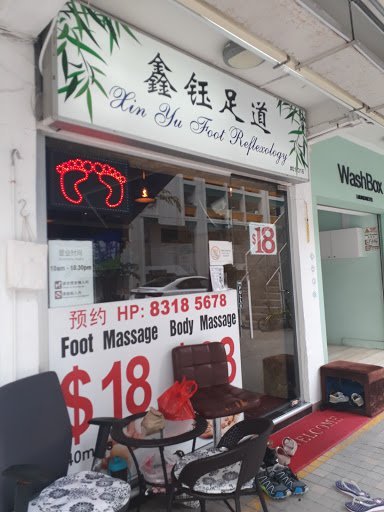 鑫钰足道
Xin Yu Foot Reflexology
WashBox
营业时间
10am - 10.30pm
$18
预约 HP: 8318 5678
Foot Massage Body Massage
$18
40m
WELCOME